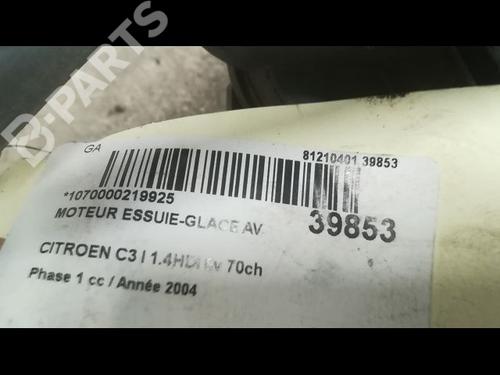 B-PARTS
GA
81210401 39853
*1070000219925
39853
MOTEUR ESSUIE-GLACE AV
CITROEN C3 I 1.4HDI 8v 70ch
Phase 1 cc / Année 2004